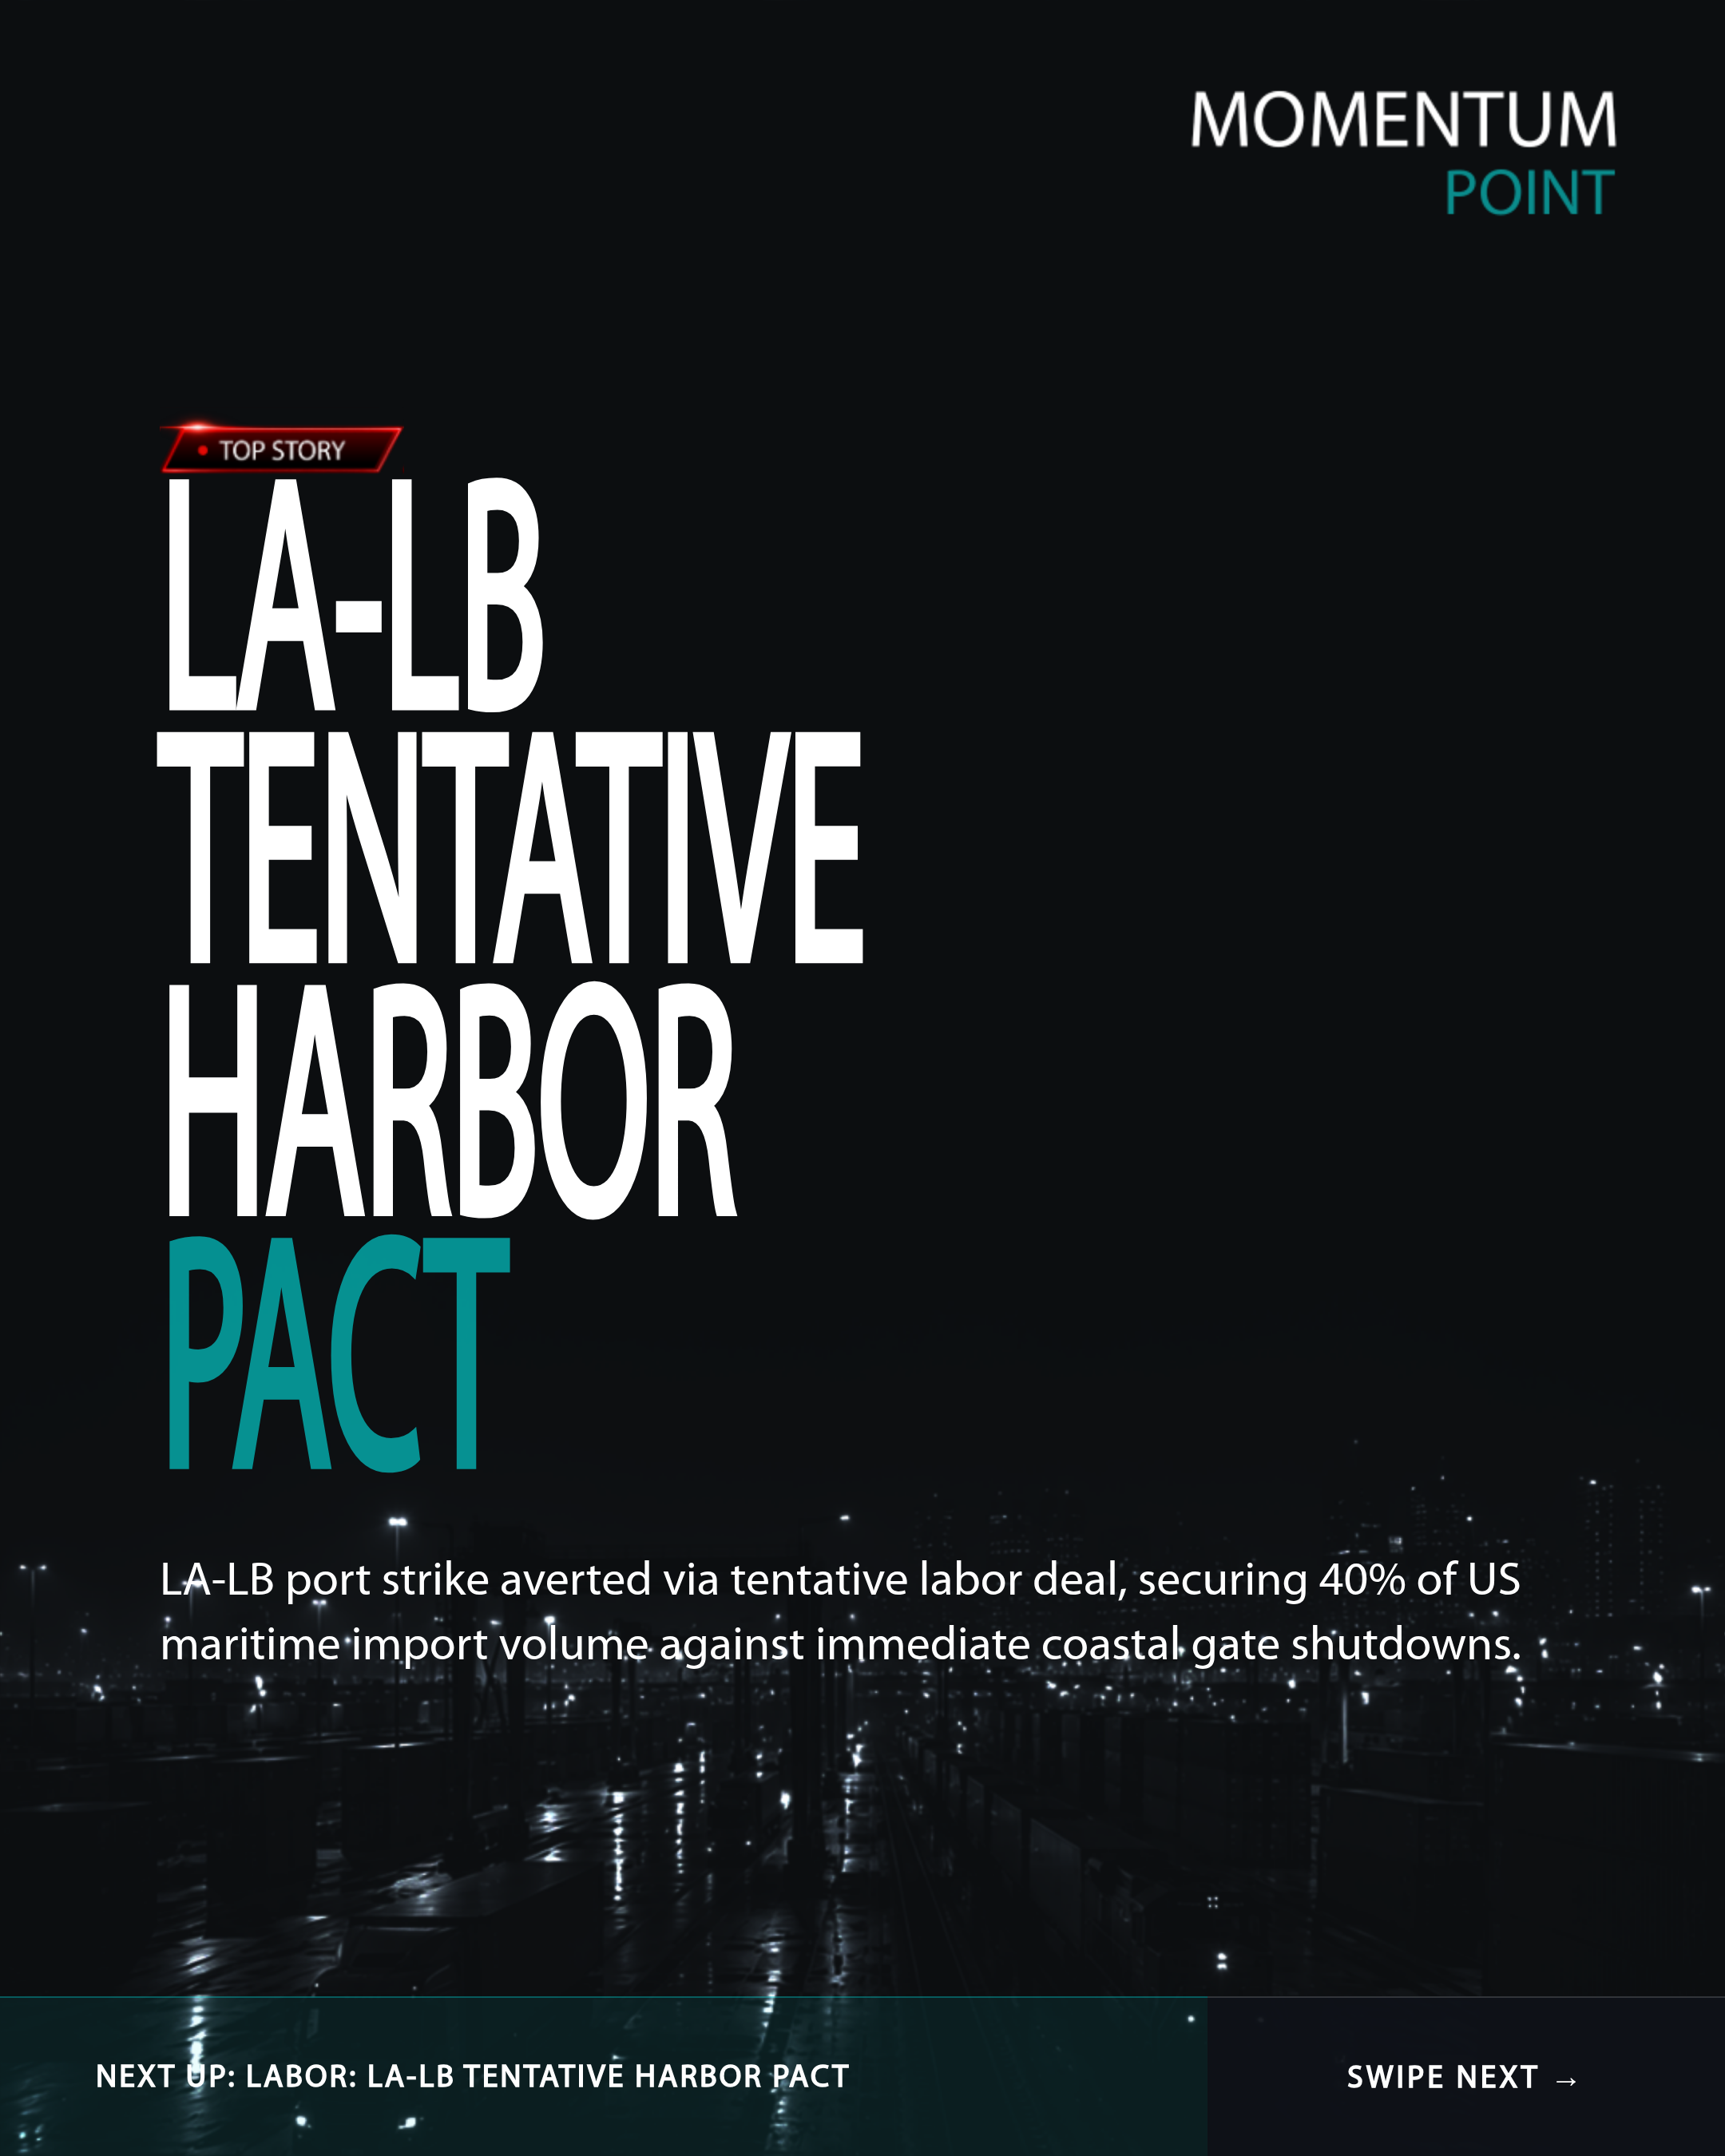 MOMENTUM
POINT
TOP STORY
LA-LB
TENTATIVE
HARBOR
PACT
LA-LB port strike averted via tentative labor deal, securing 40% of US
maritime import volume against immediate coastal gate shutdowns.
NEXT UP: LABOR: LA-LB TENTATIVE HARBOR PACT
SWIPE NEXT →